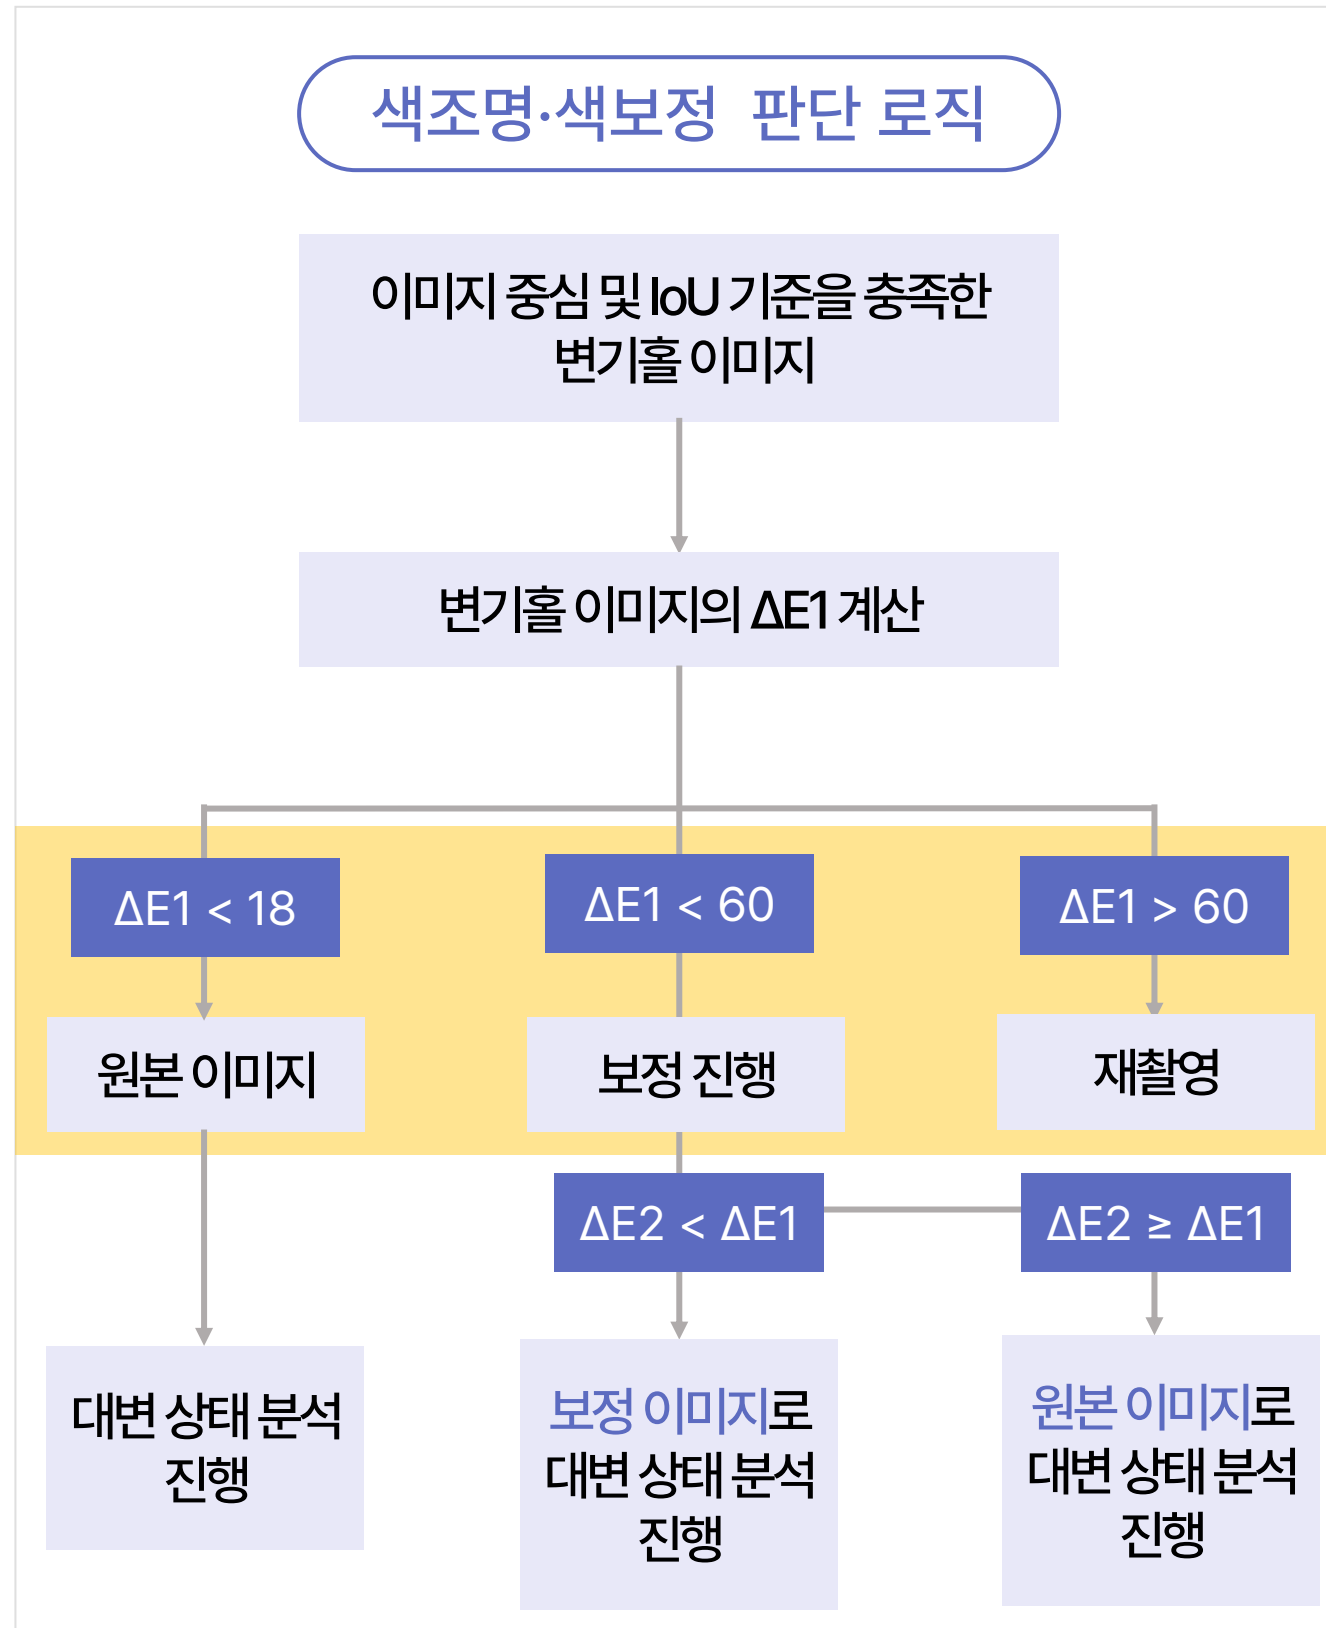 색조명·색보정 판단 로직
이미지 중심 및 IoU 기준을 충족한
변기홀 이미지
변기홀 이미지의 ΔE1 계산
ΔE1 < 18
ΔE1 < 60
ΔE1 > 60
원본 이미지
보정 진행
재촬영
ΔE2 < ΔE1
ΔE2 ≥ ΔE1
대변 상태 분석
진행
보정 이미지로
대변 상태 분석
진행
원본 이미지로
대변 상태 분석
진행